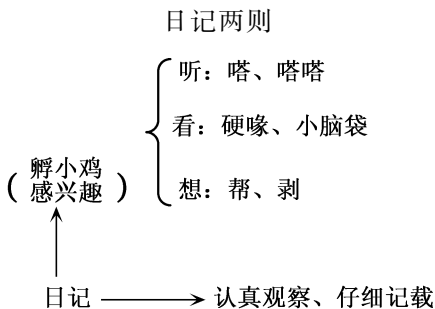 日记两则
听：嗒、嗒嗒
看：硬喙、小脑袋
（孵小鸡
感兴趣）
想：帮、剥
日记
认真观察、仔细记载